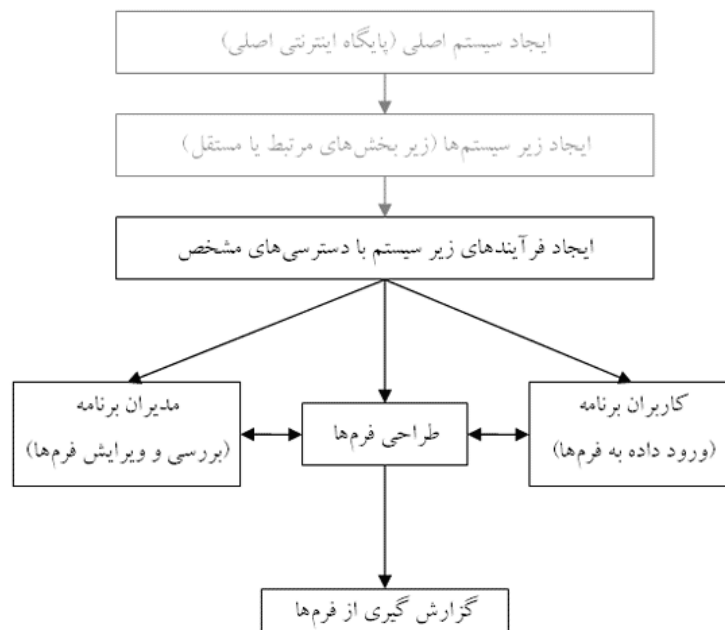 ایجاد سیستم اصلی (پایگاه اینترنتی اصلی)
ایجاد زیر سیستم‌ها (زیر بخش‌های مرتبط یا مستقل)
ایجاد فرآیندهای زیر سیستم با دسترسی‌های مشخص
کاربران برنامه
(ورود داده به فرم‌ها)
طراحی فرم‌ها
مدیران برنامه
(بررسی و ویرایش فرم‌ها)
گزارش گیری از فرم‌ها